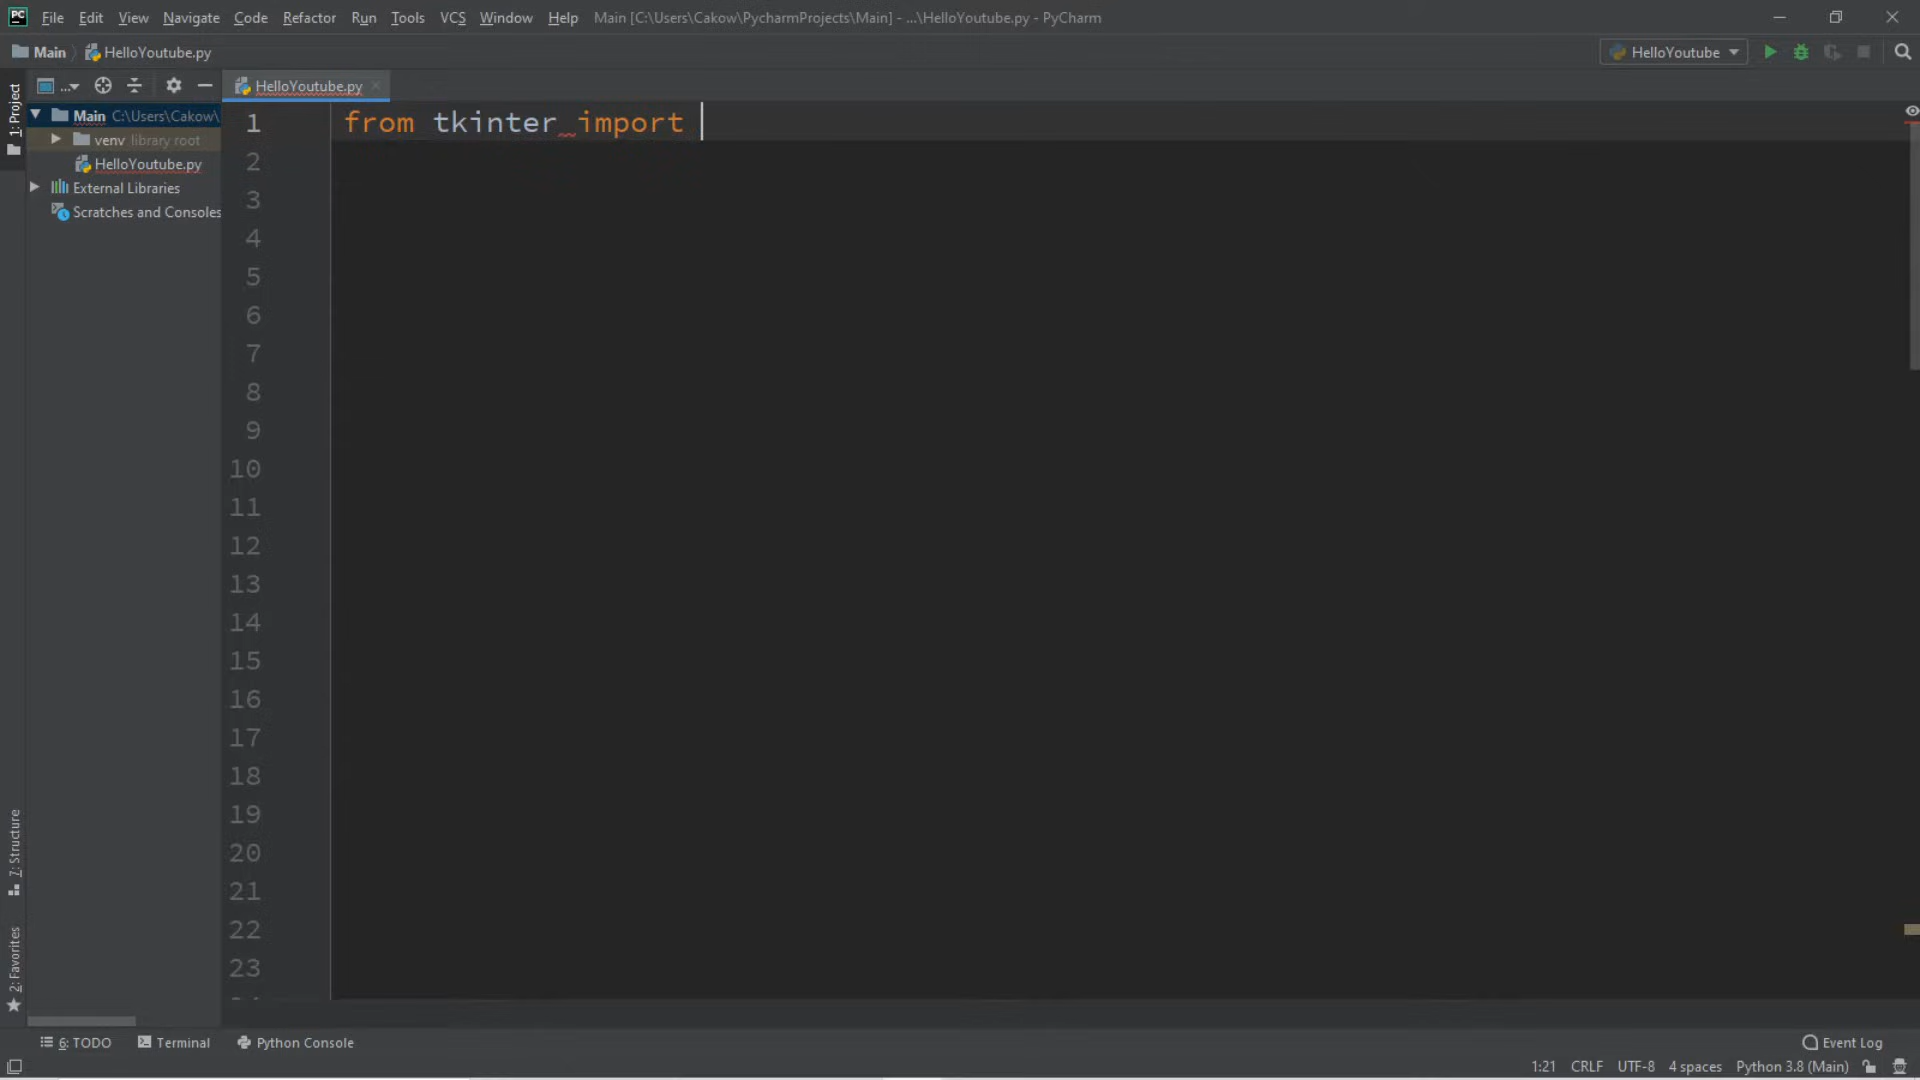 PC File Edit View Navigate Code Refactor Run Tools VCS Window Help Main [C:\Users\Cakow\PycharmProjects\Main] - ...\HelloYoutube.py - PyCharm
Main HelloYoutube.py HelloYoutube
... HelloYoutube.py
1: Project
Main C:\Users\Cakow\
venv library root
HelloYoutube.py
External Libraries
Scratches and Consoles
1 from tkinter import
2
3
4
5
6
7
8
9
10
11
12
13
14
15
16
17
18
19
20
21
22
23
7: Structure
2: Favorites
6: TODO Terminal Python Console Event Log
1:21 CRLF UTF-8 4 spaces Python 3.8 (Main)